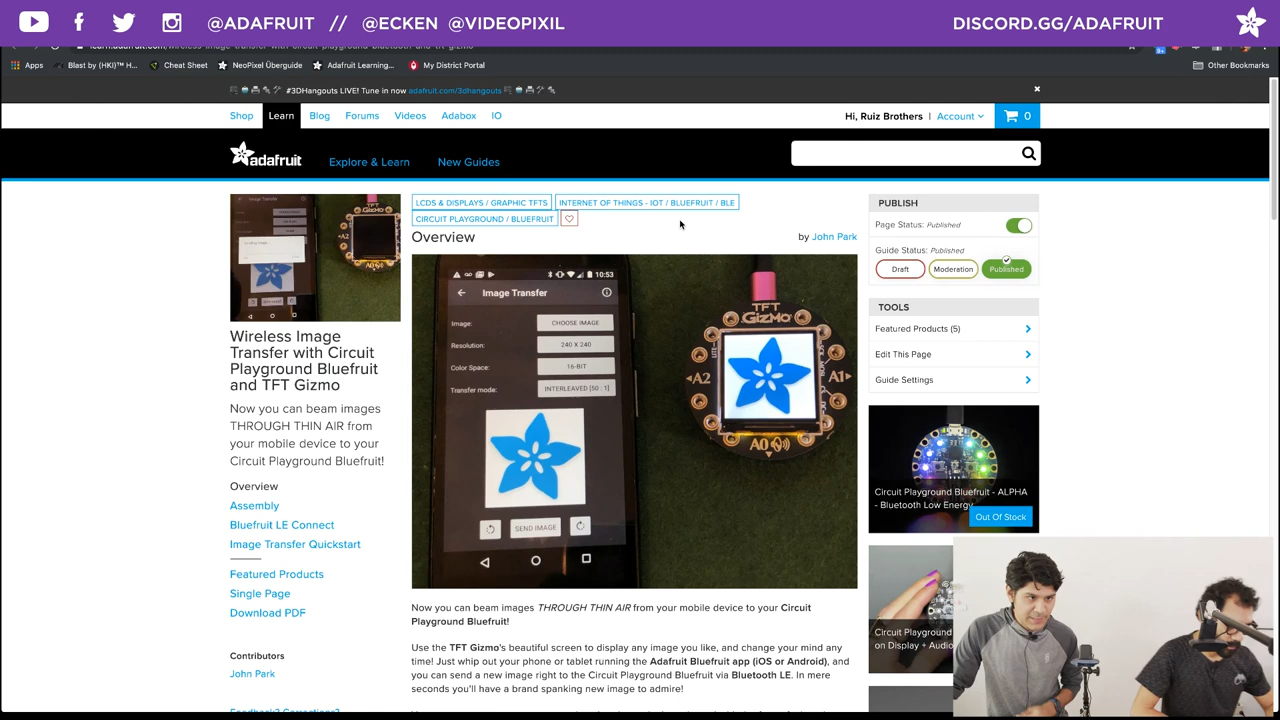 @ADAFRUIT // @ECKEN @VIDEOPIXIL
DISCORD.GG/ADAFRUIT
Apps
Blast by (HKI)™ H...
Cheat Sheet
NeoPixel Überguide
Adafruit Learning...
My District Portal
Other Bookmarks
#3DHangouts LIVE! Tune in now adafruit.com/3dhangouts
Shop
Learn
Blog
Forums
Videos
Adabox
IO
Hi, Ruiz Brothers | Account
0
adafruit
Explore & Learn
New Guides
Wireless Image
Transfer with Circuit
Playground Bluefruit
and TFT Gizmo
Now you can beam images
THROUGH THIN AIR from
your mobile device to your
Circuit Playground Bluefruit!
Overview
Assembly
Bluefruit LE Connect
Image Transfer Quickstart
Featured Products
Single Page
Download PDF
Contributors
John Park
Feedback? Corrections?
LCDS & DISPLAYS / GRAPHIC TFTS
INTERNET OF THINGS - IOT / BLUEFRUIT / BLE
CIRCUIT PLAYGROUND / BLUEFRUIT
Overview
by John Park
10:53
Image Transfer
Image:
CHOOSE IMAGE
Resolution:
240 X 240
Color Space:
16-BIT
Transfer mode:
INTERLEAVED [50 : 1]
SEND IMAGE
TFT
GIZMO
A2
A1
A0
Now you can beam images THROUGH THIN AIR from your mobile device to your Circuit
Playground Bluefruit!
Use the TFT Gizmo's beautiful screen to display any image you like, and change your mind any
time! Just whip out your phone or tablet running the Adafruit Bluefruit app (iOS or Android), and
you can send a new image right to the Circuit Playground Bluefruit via Bluetooth LE. In mere
seconds you'll have a brand spanking new image to admire!
PUBLISH
Page Status: Published
Guide Status: Published
Draft
Moderation
Published
TOOLS
Featured Products (5)
Edit This Page
Guide Settings
Circuit Playground Bluefruit - ALPHA
- Bluetooth Low Energy
Out Of Stock
Circuit Playground
on Display + Audio